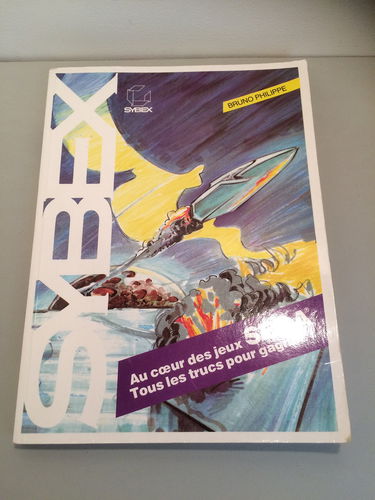 SYBEX
SYBEX
BRUNO PHILIPPE
Au cœur des jeux
Tous les trucs pour